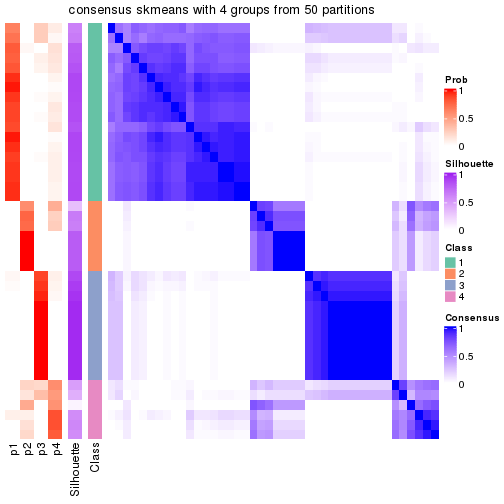 consensus skmeans with 4 groups from 50 partitions
Prob
1
0.5
0
Silhouette
1
0.5
0
Class
1
2
3
4
Consensus
1
0.5
0
p1
p2
p3
p4
Silhouette
Class